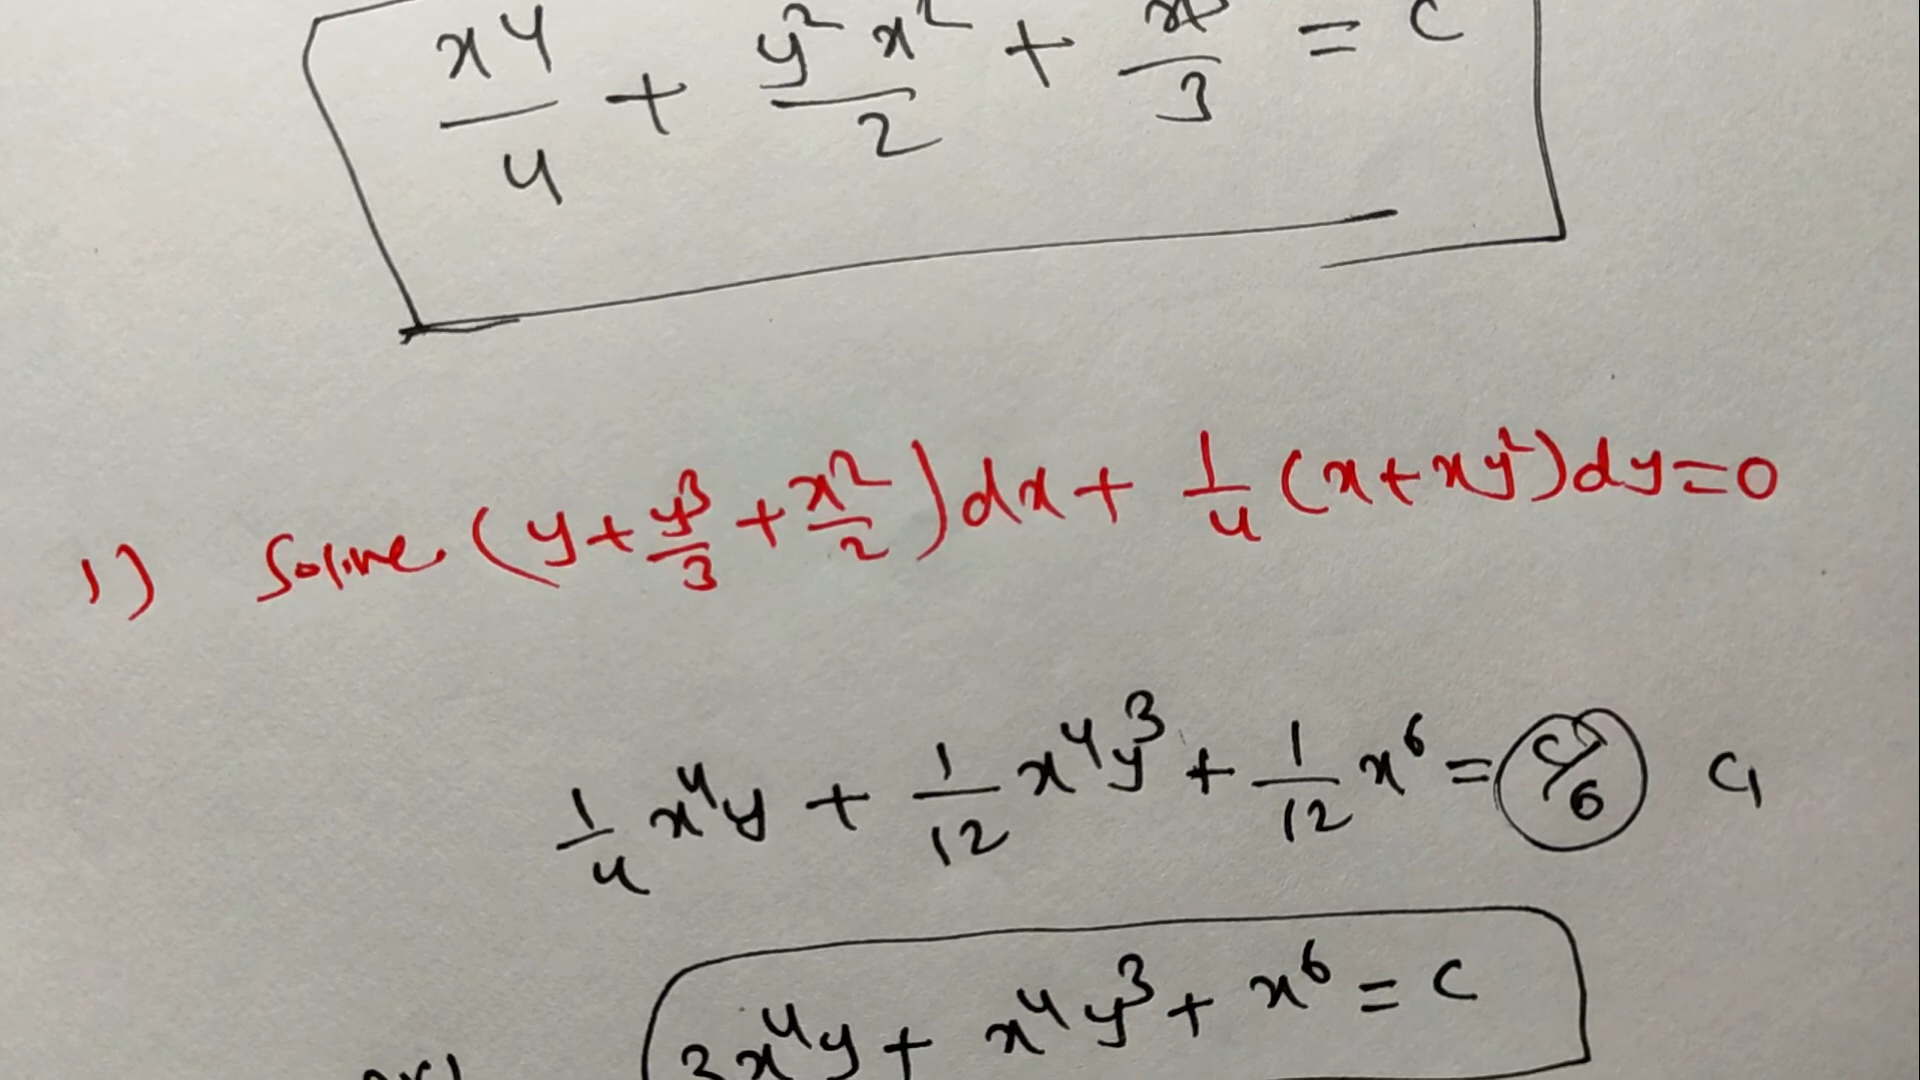 x⁴/4 + y²x²/2 + x³/3 = C
1) Solve (y + y³/3 + x²/2)dx + 1/4 (x+xy²)dy=0
1/4 x⁴y + 1/12 x⁴y³ + 1/12 x⁶ = C/6 C₁
3x⁴y + x⁴y³ + x⁶ = C